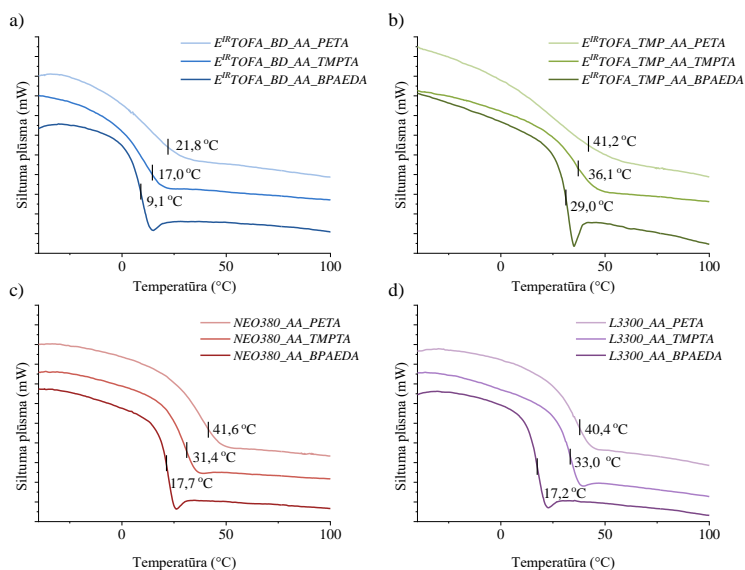 a)
E^IR TOFA_BD_AA_PETA
E^IR TOFA_BD_AA_TMPTA
E^IR TOFA_BD_AA_BPAEDA
Siltuma plūsma (mW)
21,8 °C
17,0 °C
9,1 °C
0
50
100
Temperatūra (°C)
b)
E^IR TOFA_TMP_AA_PETA
E^IR TOFA_TMP_AA_TMPTA
E^IR TOFA_TMP_AA_BPAEDA
Siltuma plūsma (mW)
41,2 °C
36,1 °C
29,0 °C
0
50
100
Temperatūra (°C)
c)
NEO380_AA_PETA
NEO380_AA_TMPTA
NEO380_AA_BPAEDA
Siltuma plūsma (mW)
41,6 °C
31,4 °C
17,7 °C
0
50
100
Temperatūra (°C)
d)
L3300_AA_PETA
L3300_AA_TMPTA
L3300_AA_BPAEDA
Siltuma plūsma (mW)
40,4 °C
33,0 °C
17,2 °C
0
50
100
Temperatūra (°C)